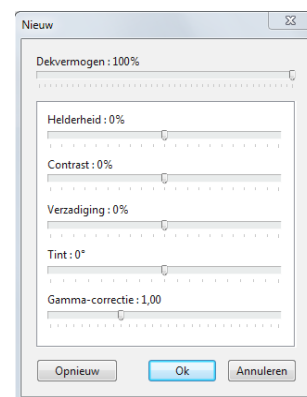 Nieuw
Dekvermogen : 100%
Helderheid : 0%
Contrast : 0%
Verzadiging : 0%
Tint : 0°
Gamma-correctie : 1,00
Opnieuw Ok Annuleren